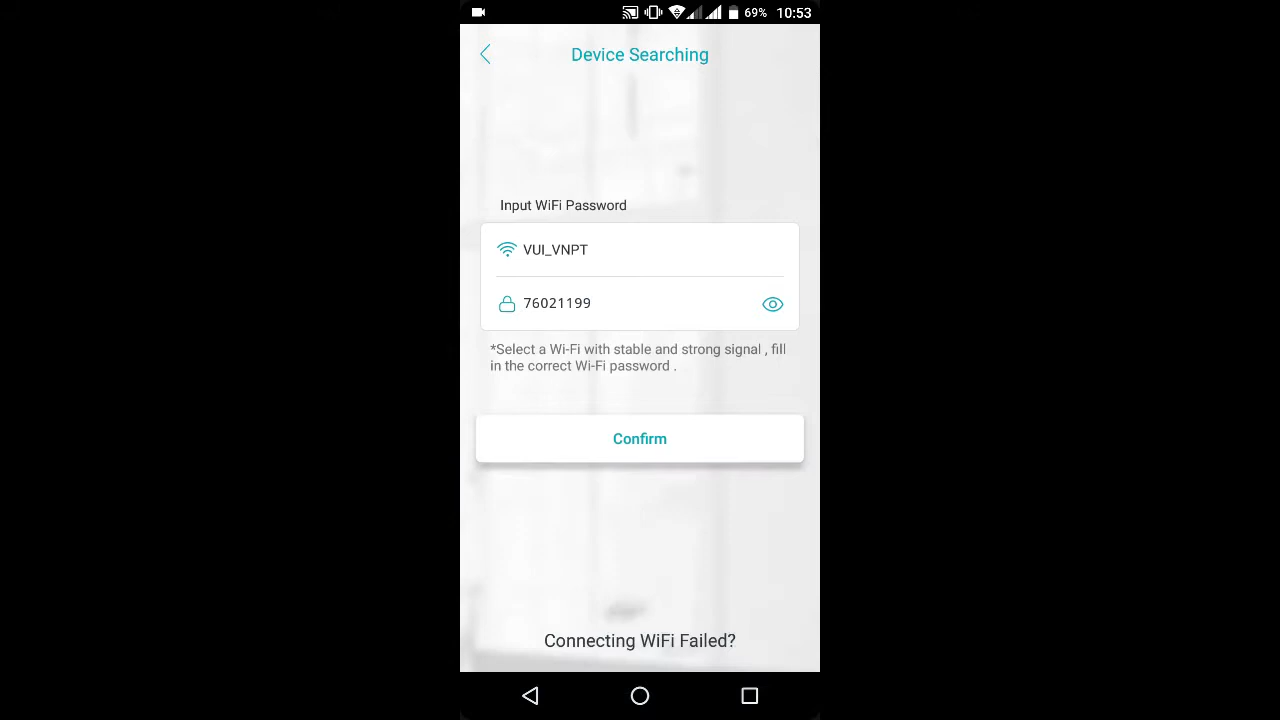 69% 10:53
Device Searching
Input WiFi Password
VUI_VNPT
76021199
*Select a Wi-Fi with stable and strong signal , fill
in the correct Wi-Fi password .
Confirm
Connecting WiFi Failed?